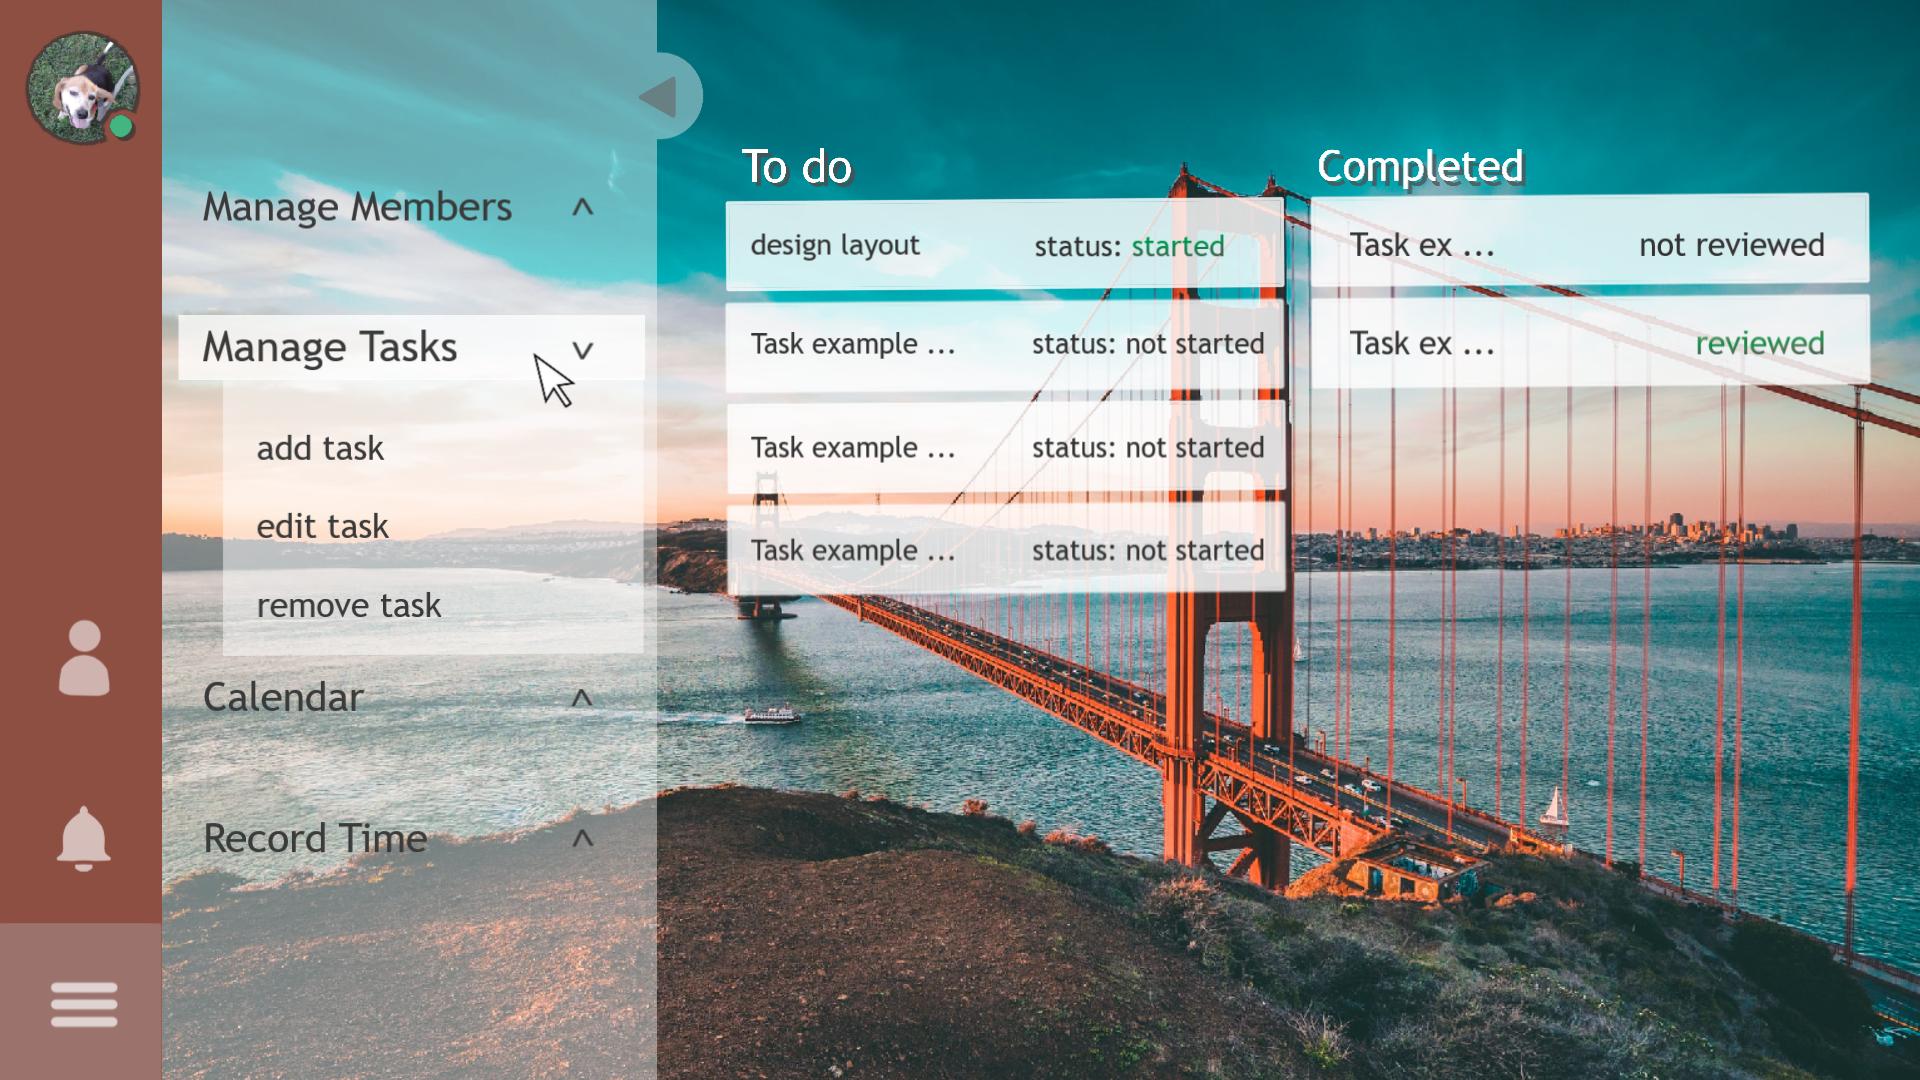 Manage Members
Manage Tasks
add task
edit task
remove task
Calendar
Record Time
To do
design layout status: started
Task example ... status: not started
Task example ... status: not started
Task example ... status: not started
Completed
Task ex ... not reviewed
Task ex ... reviewed